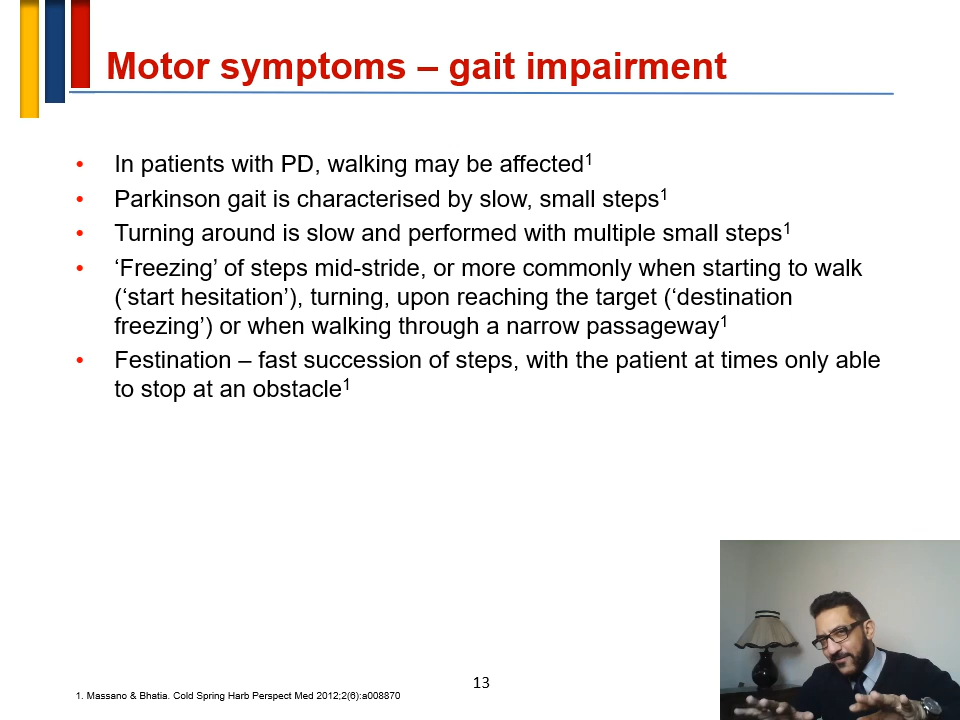 Motor symptoms – gait impairment
• In patients with PD, walking may be affected¹
• Parkinson gait is characterised by slow, small steps¹
• Turning around is slow and performed with multiple small steps¹
• ‘Freezing’ of steps mid-stride, or more commonly when starting to walk
(‘start hesitation’), turning, upon reaching the target (‘destination
freezing’) or when walking through a narrow passageway¹
• Festination – fast succession of steps, with the patient at times only able
to stop at an obstacle¹
13
1. Massano & Bhatia. Cold Spring Harb Perspect Med 2012;2(6):a008870